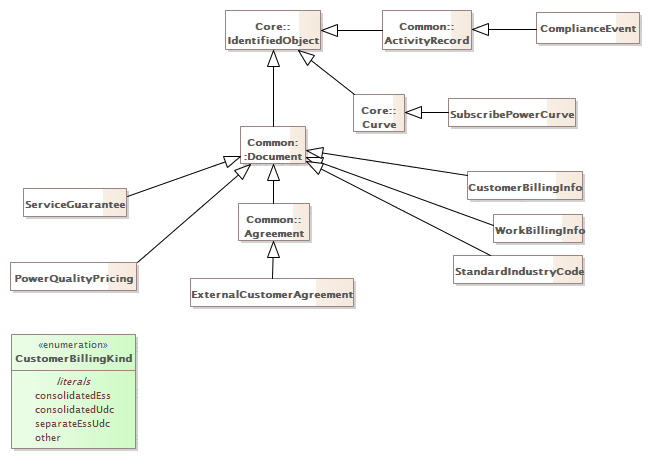 Core::
IdentifiedObject
Common::
ActivityRecord
ComplianceEvent
Core::
Curve
SubscribePowerCurve
Common:
:Document
CustomerBillingInfo
ServiceGuarantee
Common::
Agreement
WorkBillingInfo
StandardIndustryCode
PowerQualityPricing
ExternalCustomerAgreement
«enumeration»
CustomerBillingKind
literals
consolidatedEss
consolidatedUdc
separateEssUdc
other